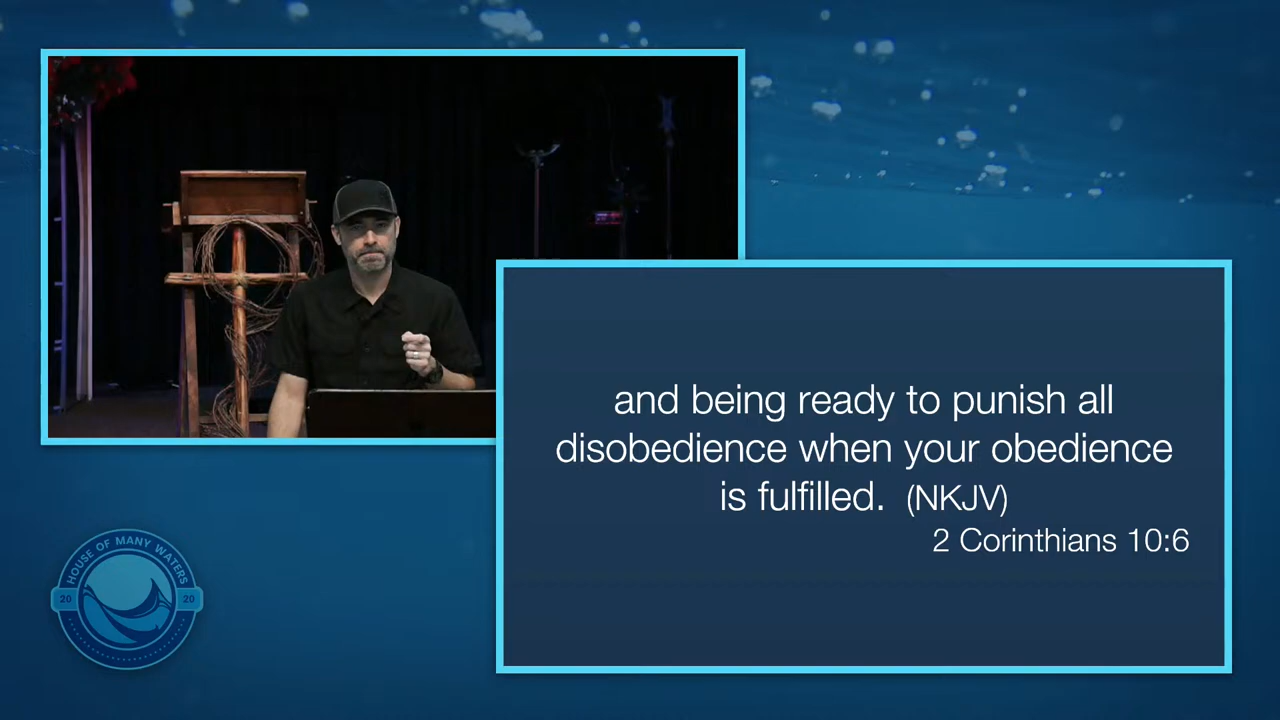 and being ready to punish all
disobedience when your obedience
is fulfilled. (NKJV)
2 Corinthians 10:6
HOUSE OF MANY WATERS
20 20